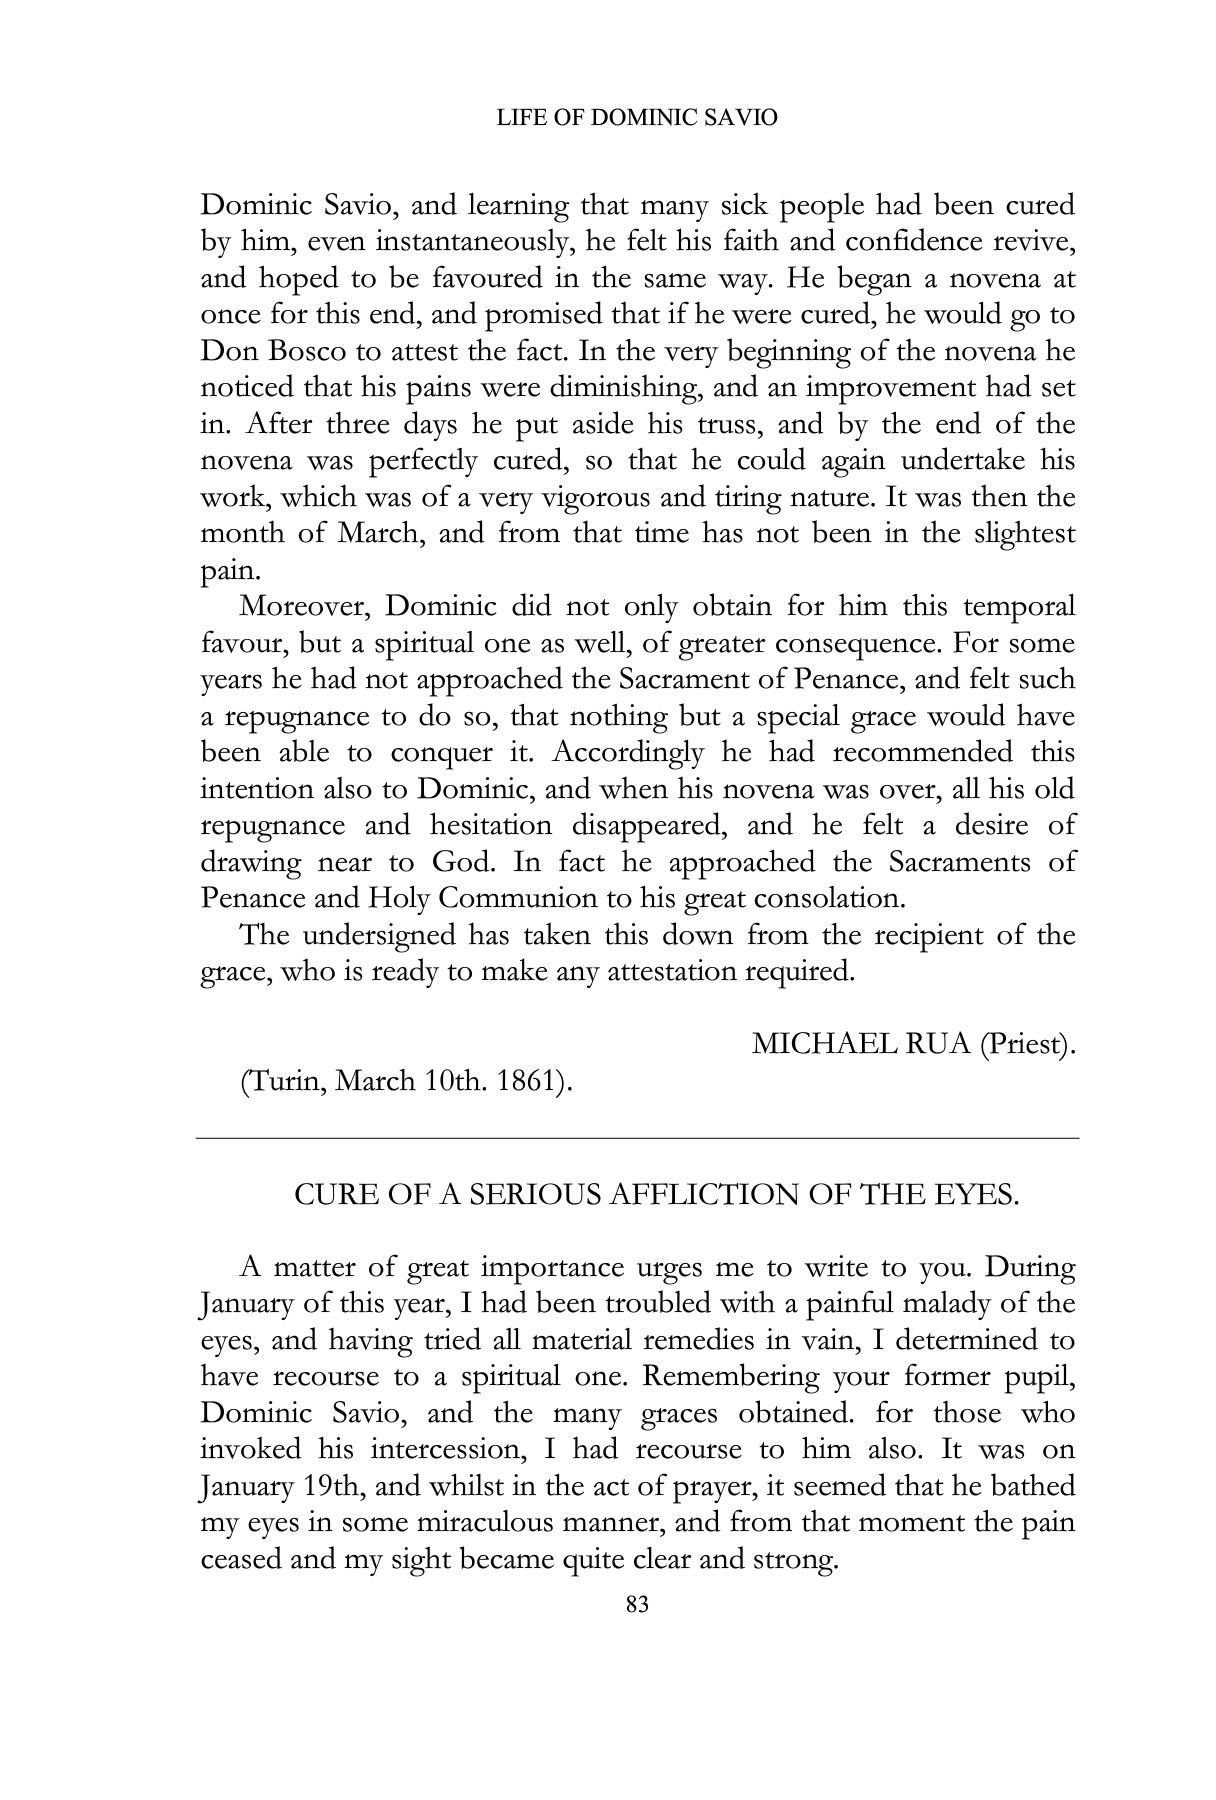 LIFE OF DOMINIC SAVIO
Dominic Savio, and learning that many sick people had been cured
by him, even instantaneously, he felt his faith and confidence revive,
and hoped to be favoured in the same way. He began a novena at
once for this end, and promised that if he were cured, he would go to
Don Bosco to attest the fact. In the very beginning of the novena he
noticed that his pains were diminishing, and an improvement had set
in. After three days he put aside his truss, and by the end of the
novena was perfectly cured, so that he could again undertake his
work, which was of a very vigorous and tiring nature. It was then the
month of March, and from that time has not been in the slightest
pain.
Moreover, Dominic did not only obtain for him this temporal
favour, but a spiritual one as well, of greater consequence. For some
years he had not approached the Sacrament of Penance, and felt such
a repugnance to do so, that nothing but a special grace would have
been able to conquer it. Accordingly he had recommended this
intention also to Dominic, and when his novena was over, all his old
repugnance and hesitation disappeared, and he felt a desire of
drawing near to God. In fact he approached the Sacraments of
Penance and Holy Communion to his great consolation.
The undersigned has taken this down from the recipient of the
grace, who is ready to make any attestation required.
MICHAEL RUA (Priest).
(Turin, March 10th. 1861).
CURE OF A SERIOUS AFFLICTION OF THE EYES.
A matter of great importance urges me to write to you. During
January of this year, I had been troubled with a painful malady of the
eyes, and having tried all material remedies in vain, I determined to
have recourse to a spiritual one. Remembering your former pupil,
Dominic Savio, and the many graces obtained. for those who
invoked his intercession, I had recourse to him also. It was on
January 19th, and whilst in the act of prayer, it seemed that he bathed
my eyes in some miraculous manner, and from that moment the pain
ceased and my sight became quite clear and strong.
83